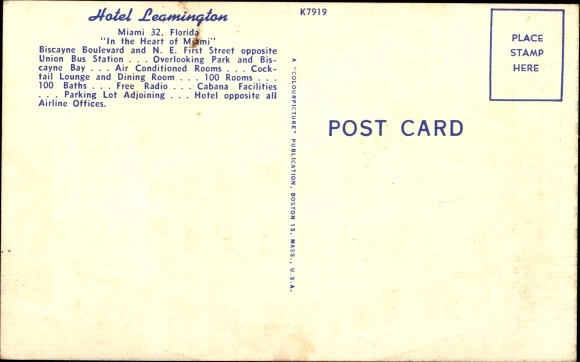 Hotel Leamington
Miami 32, Florida
"In the Heart of Miami"
Biscayne Boulevard and N. E. First Street opposite
Union Bus Station . . . Overlooking Park and Bis-
cayne Bay . . . Air Conditioned Rooms . . . Cock-
tail Lounge and Dining Room . . . 100 Rooms . . .
100 Baths . . . Free Radio . . . Cabana Facilities
. . . Parking Lot Adjoining . . . Hotel opposite all
Airline Offices.
K7919
A "COLOURPICTURE" PUBLICATION, BOSTON 15, MASS., U.S.A.
PLACE
STAMP
HERE
POST CARD